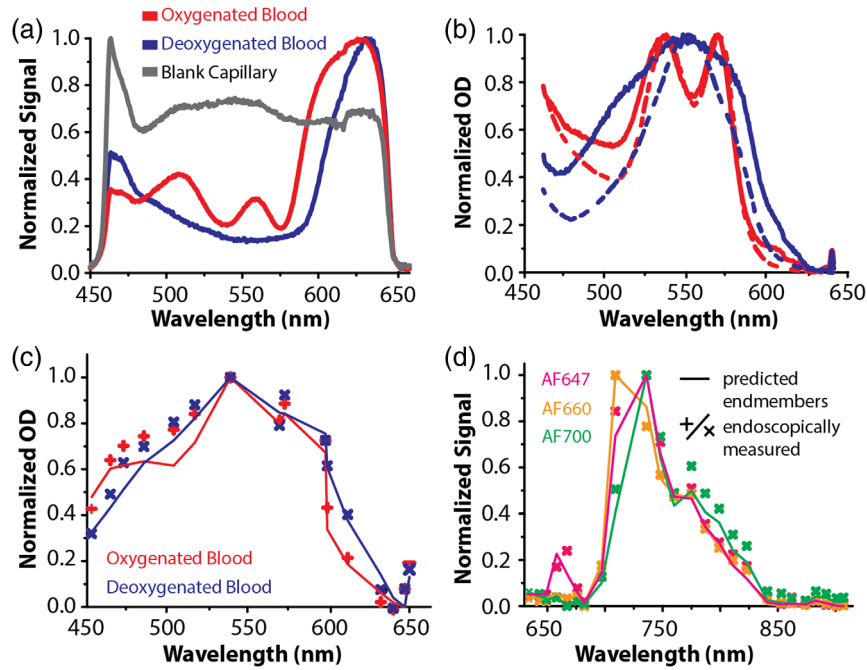 (a)
Oxygenated Blood
Deoxygenated Blood
Blank Capillary
Normalized Signal
1.0
0.8
0.6
0.4
0.2
0.0
450 500 550 600 650
Wavelength (nm)
(b)
Normalized OD
1.0
0.8
0.6
0.4
0.2
0.0
500 550 600 650
Wavelength (nm)
(c)
Normalized OD
1.0
0.8
0.6
0.4
0.2
0.0
Oxygenated Blood
Deoxygenated Blood
450 500 550 600 650
Wavelength (nm)
(d)
Normalized Signal
1.0
0.8
0.6
0.4
0.2
0.0
AF647
AF660
AF700
predicted
endmembers
+/× endoscopically
measured
650 750 850
Wavelength (nm)